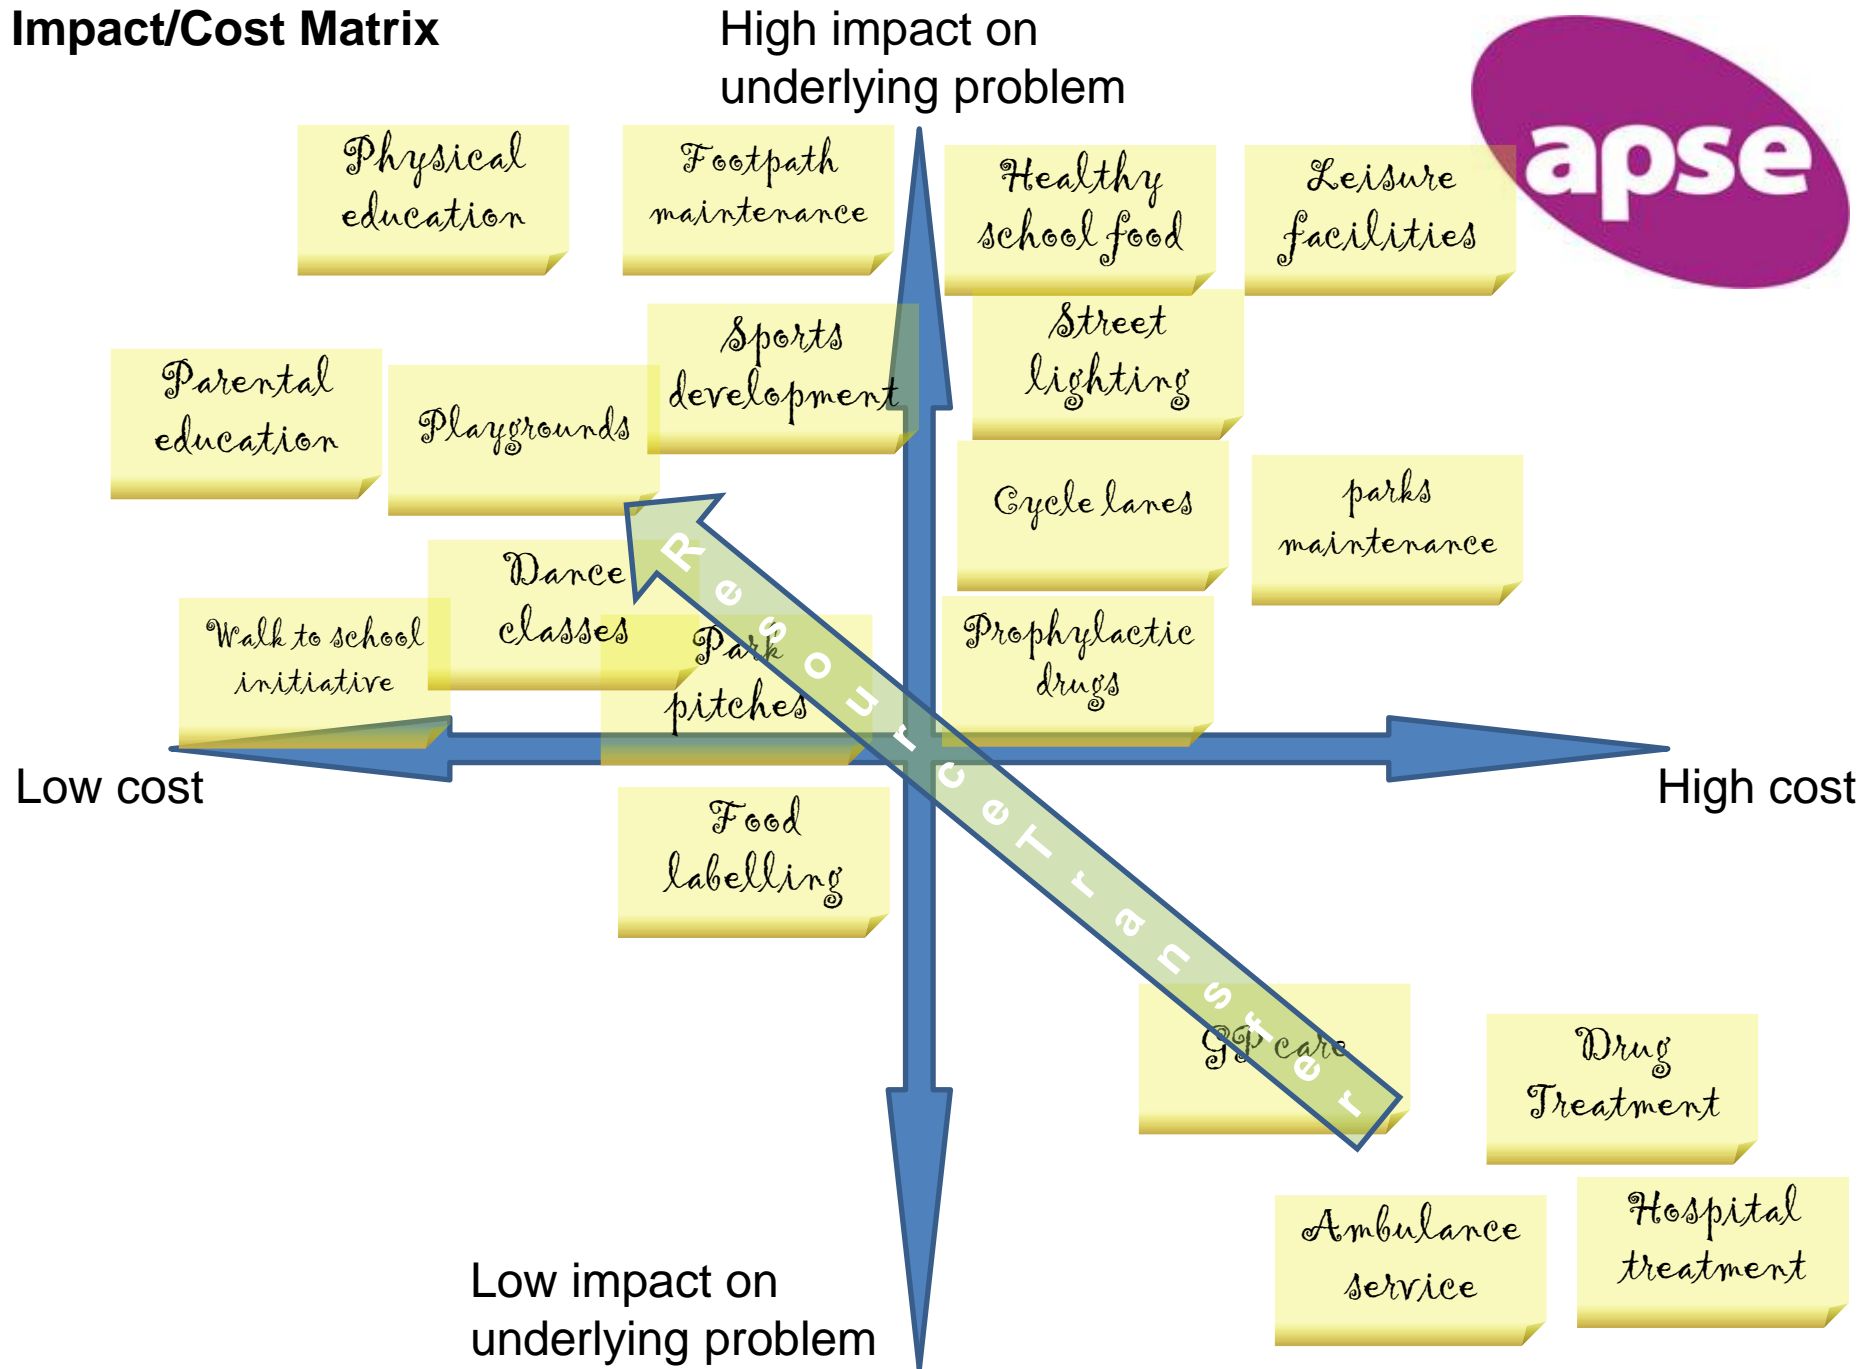 Impact/Cost Matrix
High impact on
underlying problem
apse
Physical
education
Footpath
maintenance
Healthy
school food
Leisure
facilities
Sports
development
Street
lighting
Parental
education
Playgrounds
Cycle lanes
parks
maintenance
Dance
classes
Walk to school
initiative
Park
pitches
Prophylactic
drugs
Resource Transfer
Low cost
High cost
Food
labelling
GP care
Drug
Treatment
Ambulance
service
Hospital
treatment
Low impact on
underlying problem